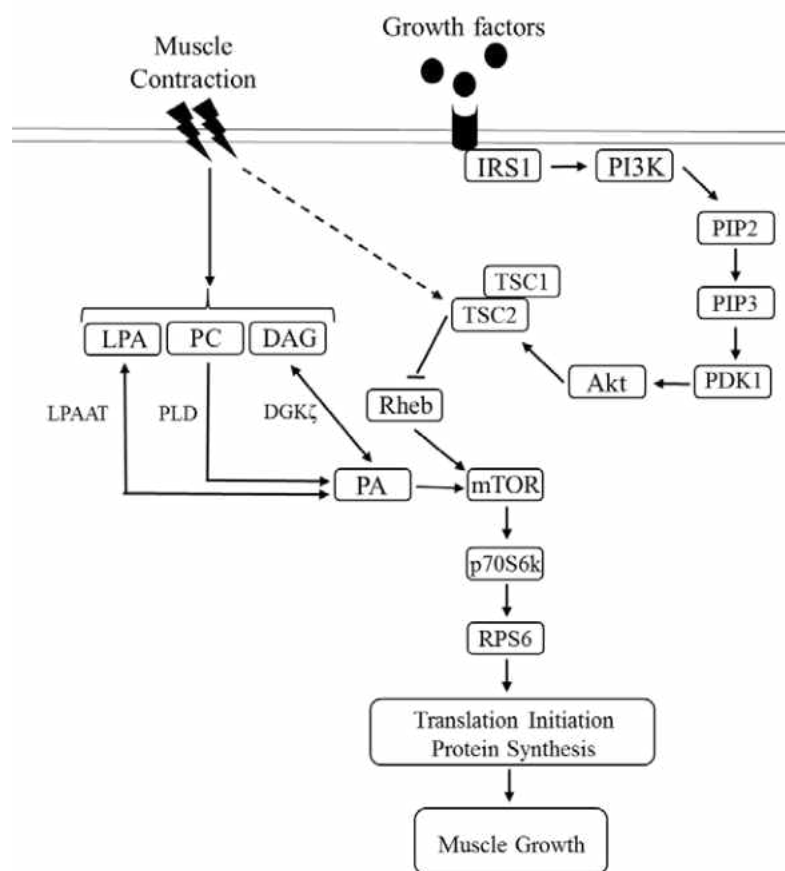 Growth factors
Muscle
Contraction
IRS1
PI3K
PIP2
TSC1
TSC2
PIP3
LPA
PC
DAG
Akt
PDK1
LPAAT
PLD
DGKζ
Rheb
PA
mTOR
p70S6k
RPS6
Translation Initiation
Protein Synthesis
Muscle Growth